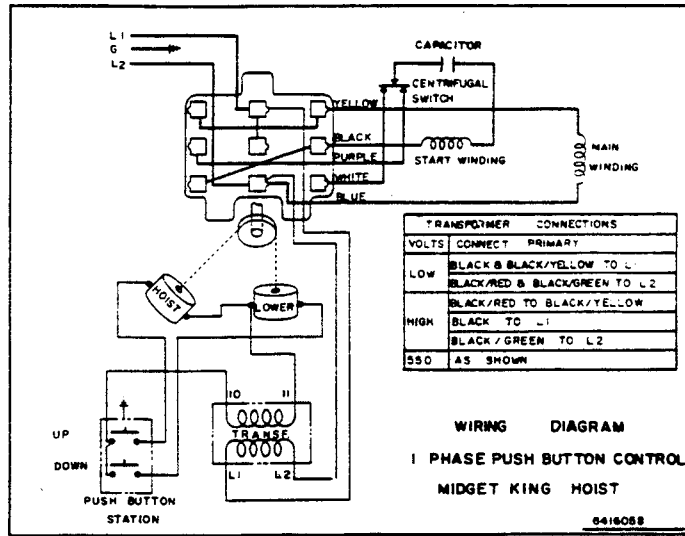 L1
G
L2
CAPACITOR
CENTRIFUGAL
SWITCH
YELLOW
BLACK
START WINDING
PURPLE
WHITE
BLUE
MAIN
WINDING
TRANSFORMER CONNECTIONS
VOLTS CONNECT PRIMARY
LOW
BLACK & BLACK/YELLOW TO L1
BLACK/RED & BLACK/GREEN TO L2
HIGH
BLACK/RED TO BLACK/YELLOW
BLACK TO L1
BLACK / GREEN TO L2
550 AS SHOWN
HOIST
LOWER
10 11
TRANSF.
L1 L2
UP
DOWN
PUSH BUTTON
STATION
WIRING DIAGRAM
1 PHASE PUSH BUTTON CONTROL
MIDGET KING HOIST